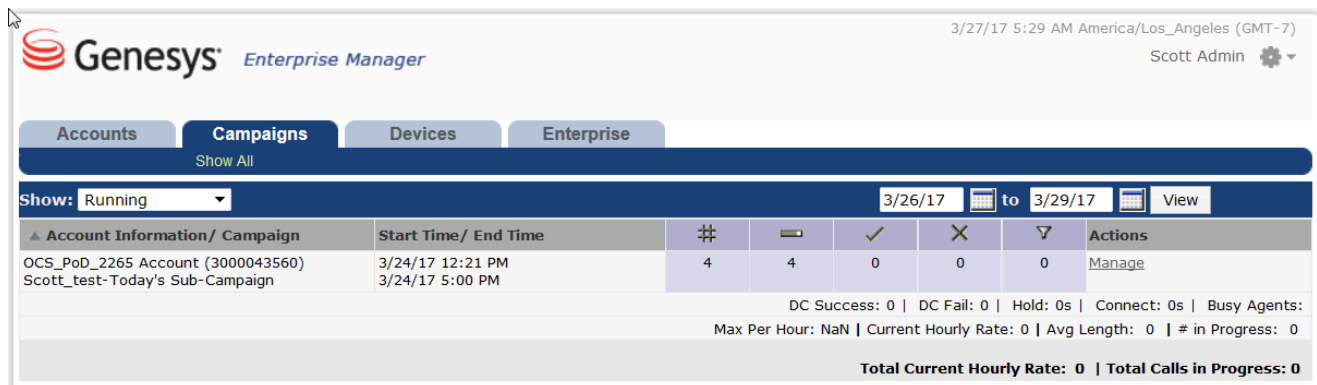 3/27/17 5:29 AM America/Los_Angeles (GMT-7)
Genesys Enterprise Manager
Scott Admin
Accounts Campaigns Devices Enterprise
Show All
Show: Running 3/26/17 to 3/29/17 View
Account Information/ Campaign Start Time/ End Time Actions
OCS_PoD_2265 Account (3000043560) 3/24/17 12:21 PM 4 4 0 0 0 Manage
Scott_test-Today's Sub-Campaign 3/24/17 5:00 PM
DC Success: 0 | DC Fail: 0 | Hold: 0s | Connect: 0s | Busy Agents:
Max Per Hour: NaN | Current Hourly Rate: 0 | Avg Length: 0 | # in Progress: 0
Total Current Hourly Rate: 0 | Total Calls in Progress: 0